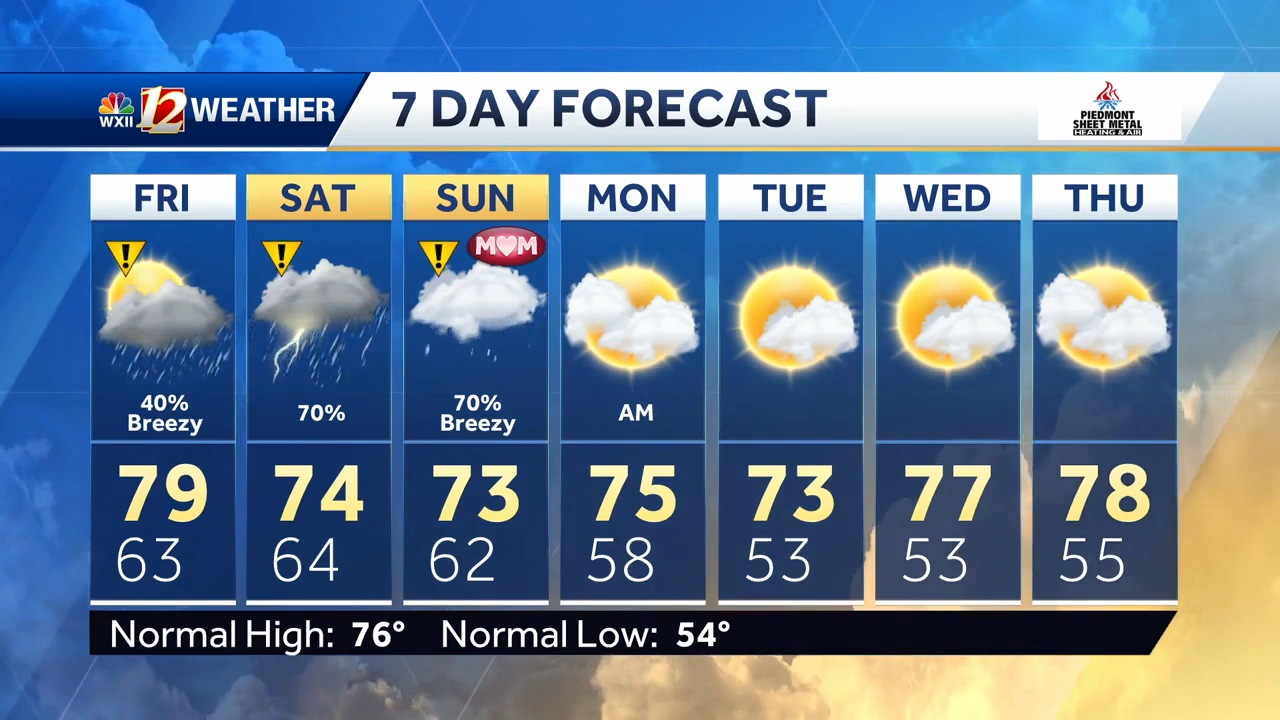 WXII 12 WEATHER
7 DAY FORECAST
PIEDMONT
SHEET METAL
HEATING & AIR
FRI SAT SUN MON TUE WED THU
! ! ! M♥M
40% 70% 70% AM
Breezy Breezy
79 74 73 75 73 77 78
63 64 62 58 53 53 55
Normal High: 76° Normal Low: 54°